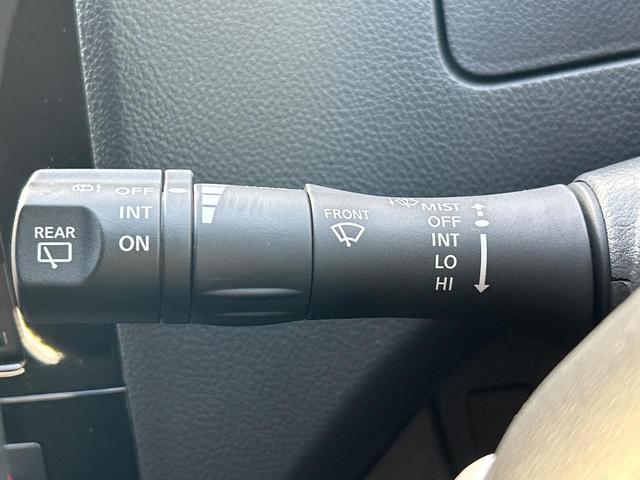 REAR
OFF
INT
ON
FRONT
MIST
OFF
INT
LO
HI